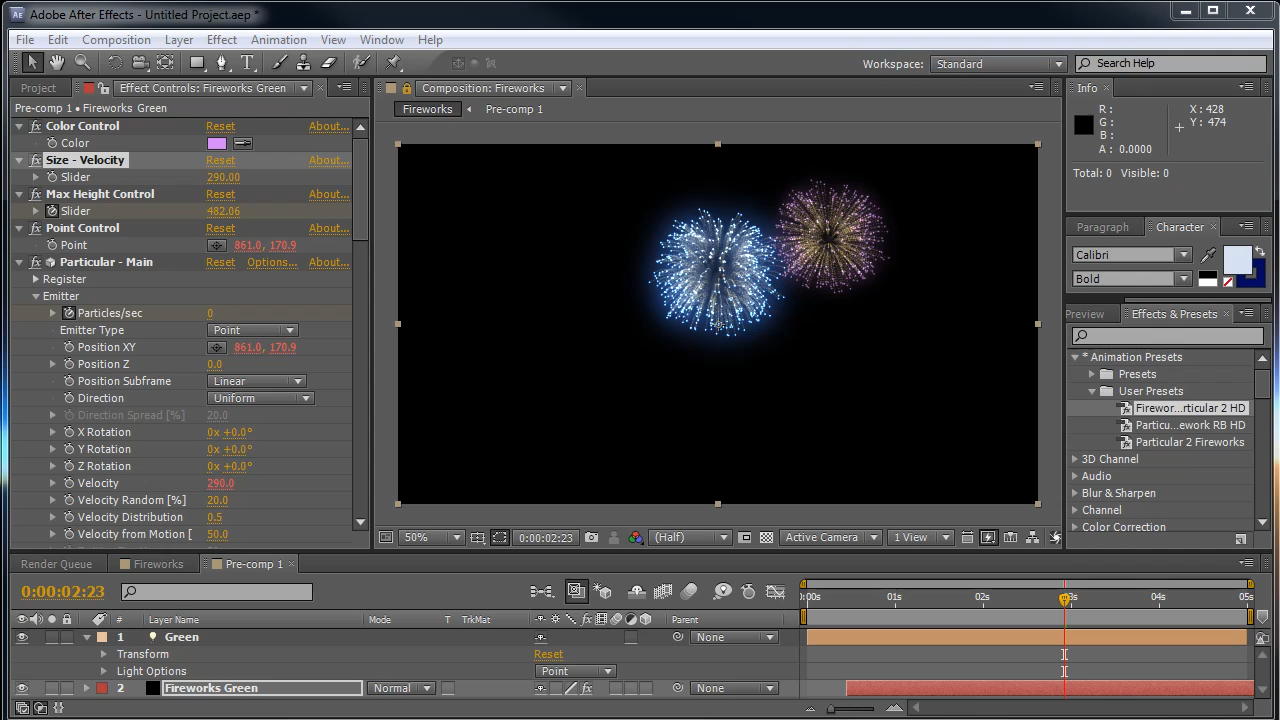 Adobe After Effects - Untitled Project.aep *
File Edit Composition Layer Effect Animation View Window Help
Workspace: Standard Search Help
Project Effect Controls: Fireworks Green
Pre-comp 1 • Fireworks Green
Color Control Reset About...
Color
Size - Velocity Reset About...
Slider 290.00
Max Height Control Reset About...
Slider 482.06
Point Control Reset About...
Point 861.0, 170.9
Particular - Main Reset Options... About...
Register
Emitter
Particles/sec 0
Emitter Type Point
Position XY 861.0, 170.9
Position Z 0.0
Position Subframe Linear
Direction Uniform
Direction Spread [%] 20.0
X Rotation 0x +0.0°
Y Rotation 0x +0.0°
Z Rotation 0x +0.0°
Velocity 290.0
Velocity Random [%] 20.0
Velocity Distribution 0.5
Velocity from Motion [ 50.0
Composition: Fireworks
Fireworks Pre-comp 1
50% 0:00:02:23 (Half) Active Camera 1 View
Info
R: X: 428
G: Y: 474
B:
A: 0.0000
Total: 0 Visible: 0
Paragraph Character
Calibri
Bold
Preview Effects & Presets
* Animation Presets
Presets
User Presets
Firewor...rticular 2 HD
Particu...ework RB HD
Particular 2 Fireworks
3D Channel
Audio
Blur & Sharpen
Channel
Color Correction
Render Queue Fireworks Pre-comp 1
0:00:02:23
):00s 01s 02s 03s 04s 05s
# Layer Name Mode T TrkMat Parent
1 Green None
Transform Reset
Light Options Point
2 Fireworks Green Normal None